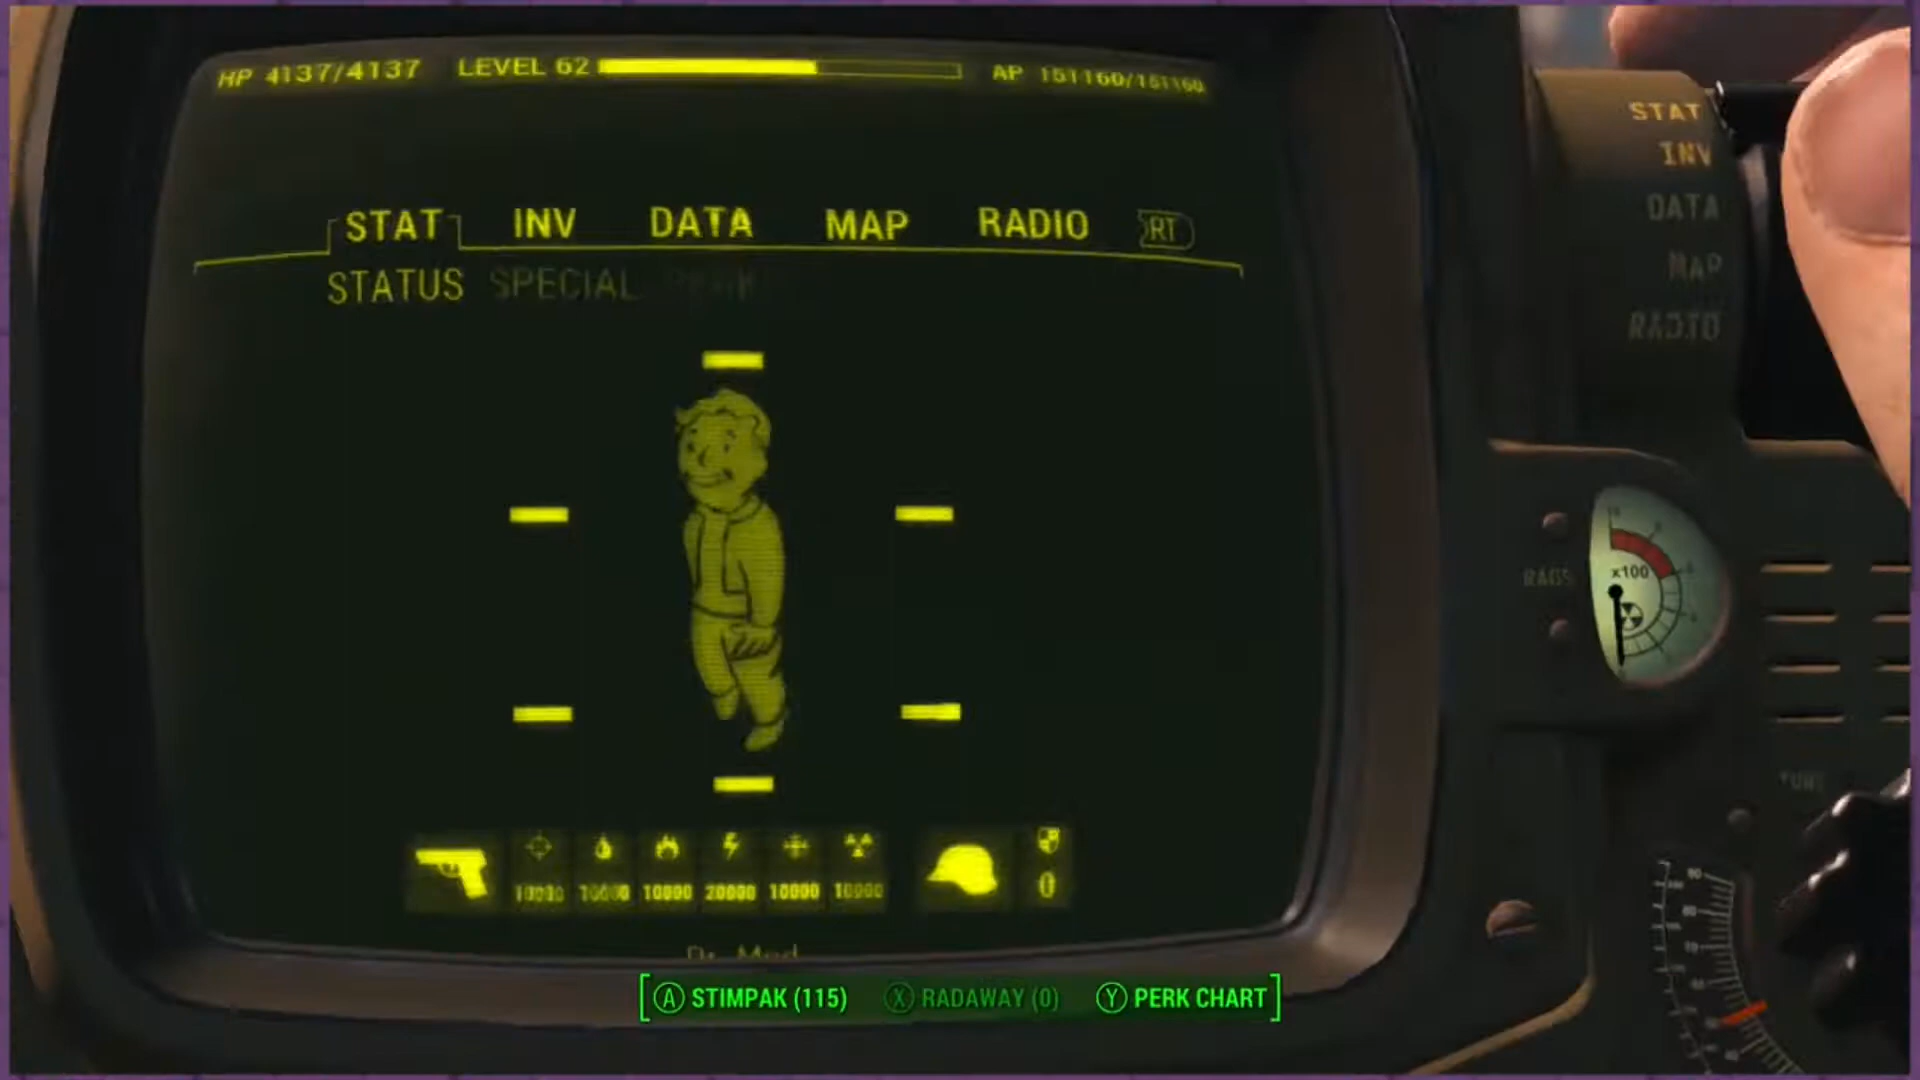 HP 4137/4137 LEVEL 62 AP 151160/151160
STAT INV DATA MAP RADIO RT
STATUS SPECIAL
10000 10000 10000 20000 10000 10000 0
A STIMPAK (115) X RADAWAY (0) Y PERK CHART
STAT
INV
DATA
MAP
RADIO
RADS
x100
TUNE